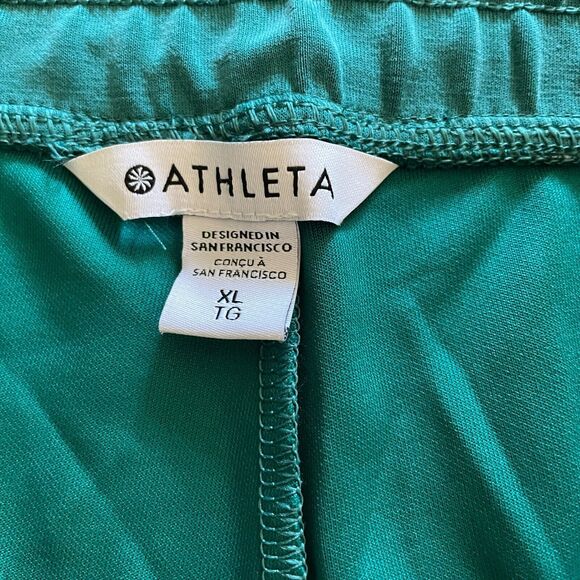 ATHLETA
DESIGNED IN
SAN FRANCISCO
CONÇU À
SAN FRANCISCO
XL
TG